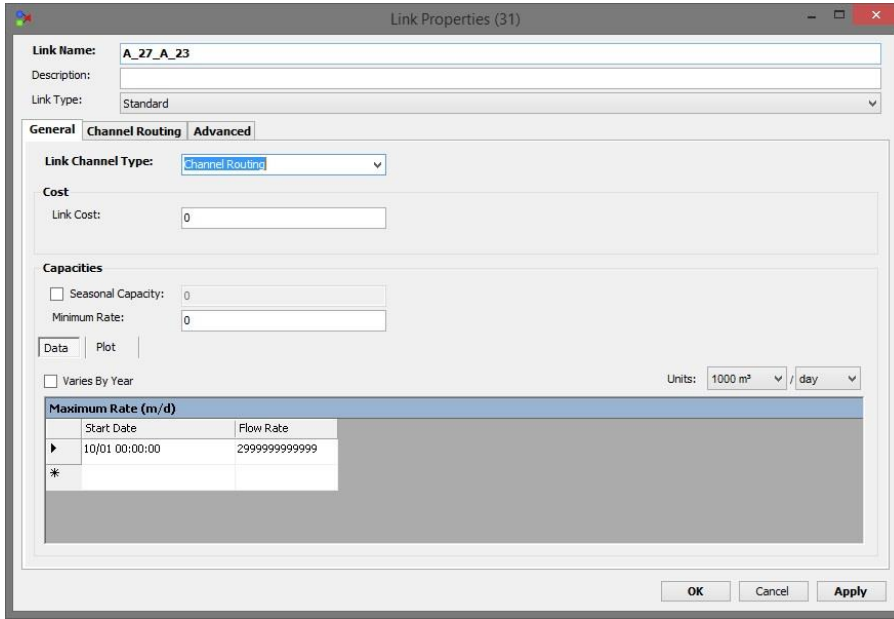 Link Properties (31)
Link Name: A_27_A_23
Description:
Link Type: Standard
General Channel Routing Advanced
Link Channel Type: Channel Routing
Cost
Link Cost: 0
Capacities
Seasonal Capacity: 0
Minimum Rate: 0
Data Plot
Varies By Year Units: 1000 m³ / day
Maximum Rate (m/d)
Start Date Flow Rate
10/01 00:00:00 2999999999999
OK Cancel Apply